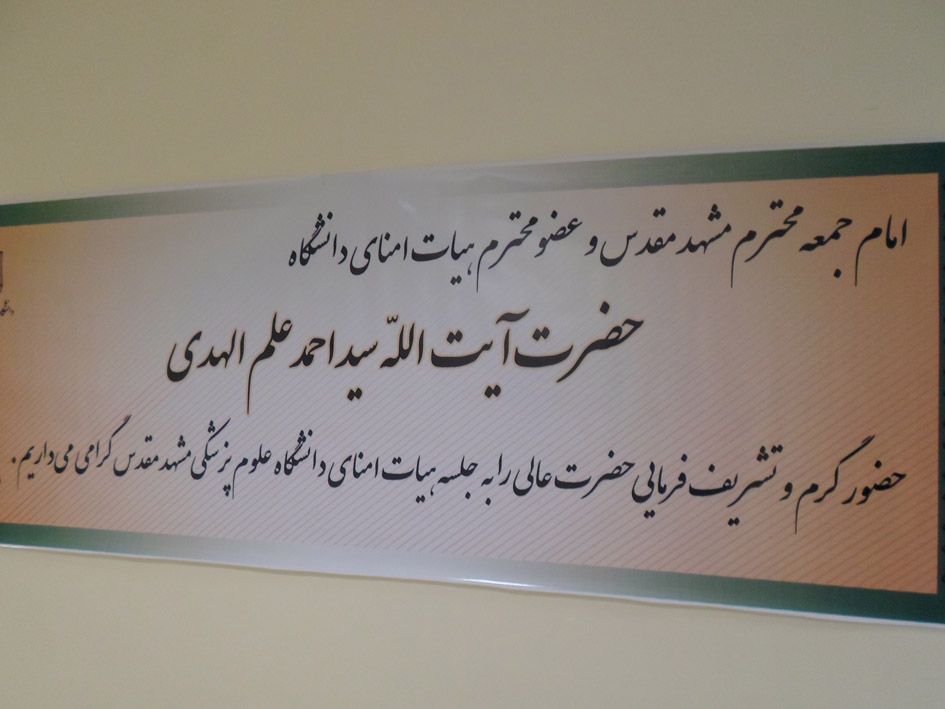 امام جمعه محترم مشهد مقدس و عضو محترم هیات امنای دانشگاه
حضرت آیت اللّه سید احمد علم الهدی
حضور گرم و تشریف فرمایی حضرت عالی را به جلسه هیات امنای دانشگاه علوم پزشکی مشهد مقدس گرامی می داریم.